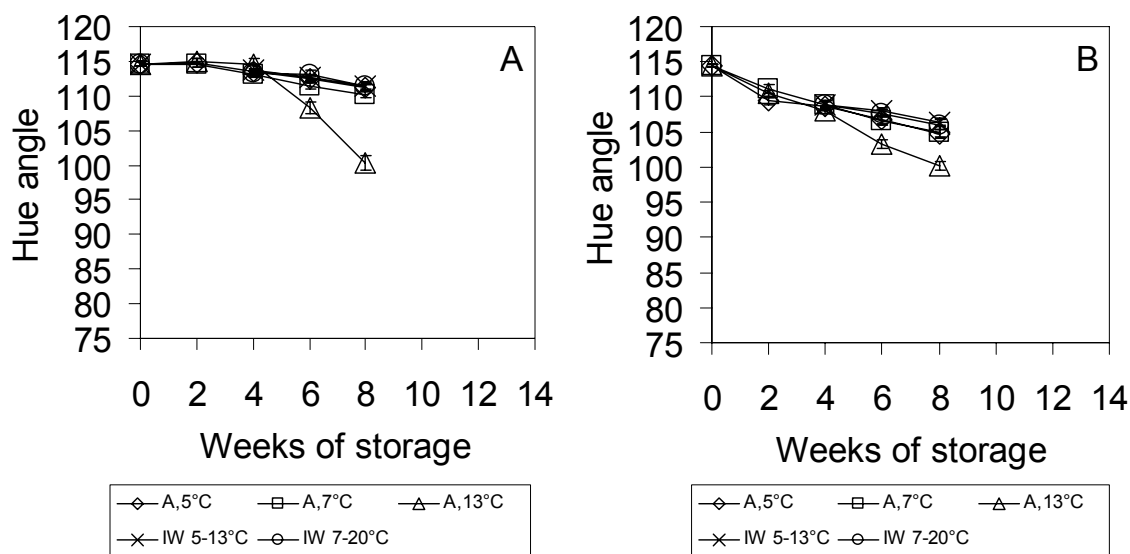 A
120
115
110
105
100
95
90
85
80
75
Hue angle
0 2 4 6 8 10 12 14
Weeks of storage
A,5°C A,7°C A,13°C
IW 5-13°C IW 7-20°C
B
120
115
110
105
100
95
90
85
80
75
Hue angle
0 2 4 6 8 10 12 14
Weeks of storage
A,5°C A,7°C A,13°C
IW 5-13°C IW 7-20°C